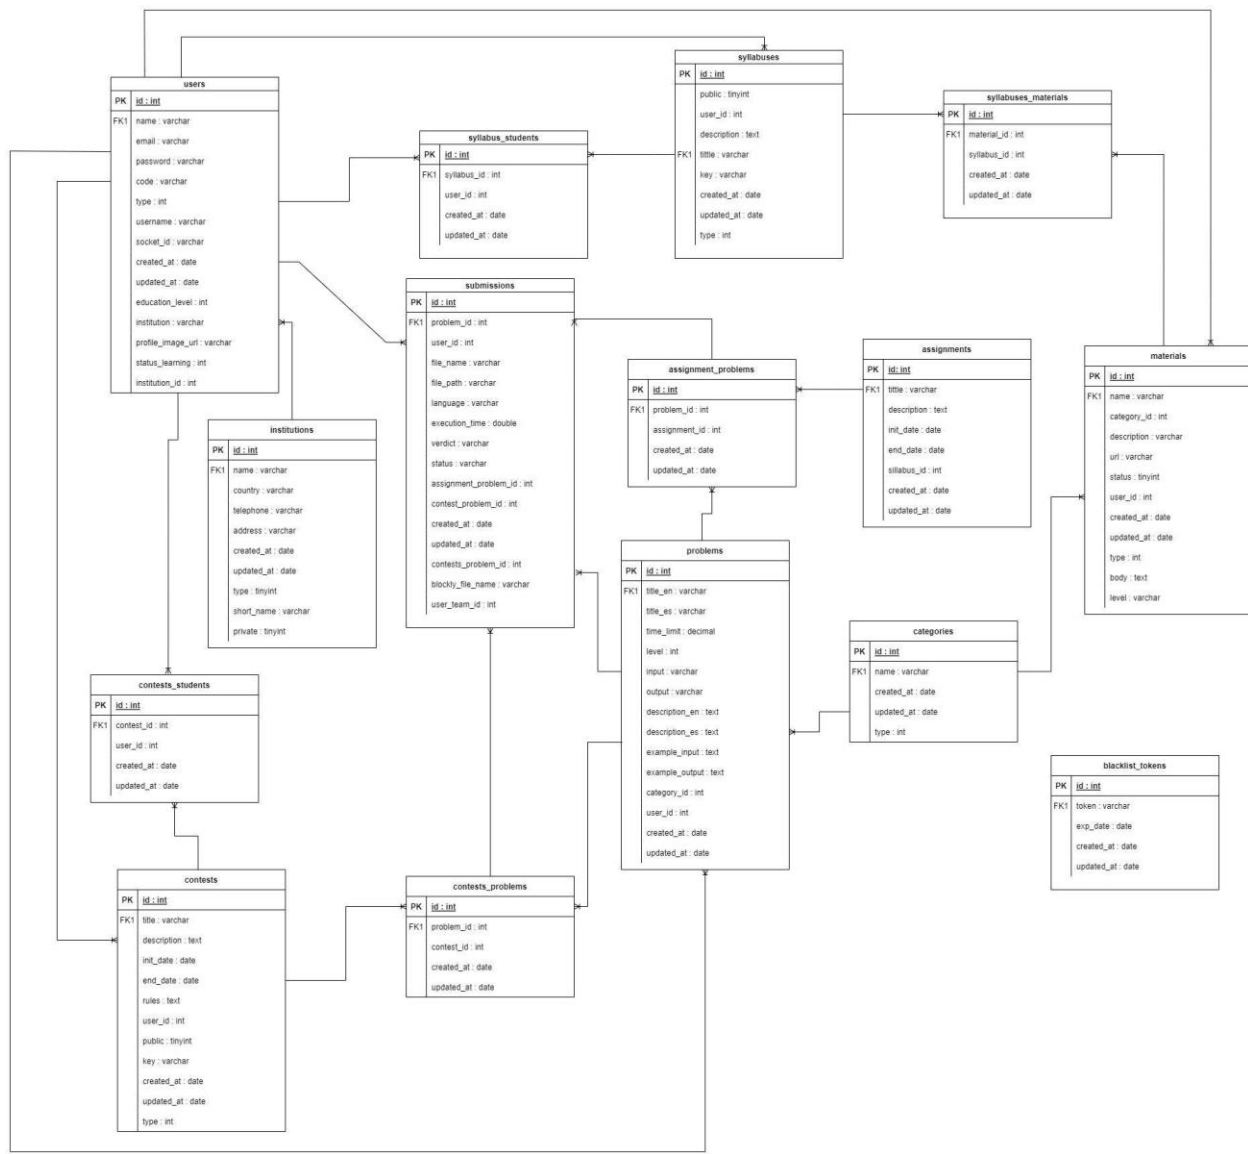 users
PK id : int
FK1 name : varchar
email : varchar
password : varchar
code : varchar
type : int
username : varchar
socket_id : varchar
created_at : date
updated_at : date
education_level : int
institution : varchar
profile_image_url : varchar
status_learning : int
institution_id : int
syllabus_students
PK id : int
FK1 syllabus_id : int
user_id : int
created_at : date
updated_at : date
syllabuses
PK id : int
public : tinyint
user_id : int
description : text
FK1 tittle : varchar
key : varchar
created_at : date
updated_at : date
type : int
syllabuses_materials
PK id : int
FK1 material_id : int
syllabus_id : int
created_at : date
updated_at : date
submissions
PK id : int
FK1 problem_id : int
user_id : int
file_name : varchar
file_path : varchar
language : varchar
execution_time : double
verdict : varchar
status : varchar
assignment_problem_id : int
contest_problem_id : int
created_at : date
updated_at : date
contests_problem_id : int
blockly_file_name : varchar
user_team_id : int
assignment_problems
PK id : int
FK1 problem_id : int
assignment_id : int
created_at : date
updated_at : date
assignments
PK id: int
FK1 tittle : varchar
description : text
init_date : date
end_date : date
sillabus_id : int
created_at : date
updated_at : date
materials
PK id : int
FK1 name : varchar
category_id : int
description : varchar
url : varchar
status : tinyint
user_id : int
created_at : date
updated_at : date
type : int
body : text
level : varchar
institutions
PK id : int
FK1 name : varchar
country : varchar
telephone : varchar
address : varchar
created_at : date
updated_at : date
type : tinyint
short_name : varchar
private : tinyint
problems
PK id : int
FK1 title_en : varchar
title_es : varchar
time_limit : decimal
level : int
input : varchar
output : varchar
description_en : text
description_es : text
example_input : text
example_output : text
category_id : int
user_id : int
created_at : date
updated_at : date
categories
PK id : int
FK1 name : varchar
created_at : date
updated_at : date
type : int
contests_students
PK id : int
FK1 contest_id : int
user_id : int
created_at : date
updated_at : date
blacklist_tokens
PK id : int
FK1 token : varchar
exp_date : date
created_at : date
updated_at : date
contests
PK id : int
FK1 title : varchar
description : text
init_date : date
end_date : date
rules : text
user_id : int
public : tinyint
key : varchar
created_at : date
updated_at : date
type : int
contests_problems
PK id : int
FK1 problem_id : int
contest_id : int
created_at : date
updated_at : date